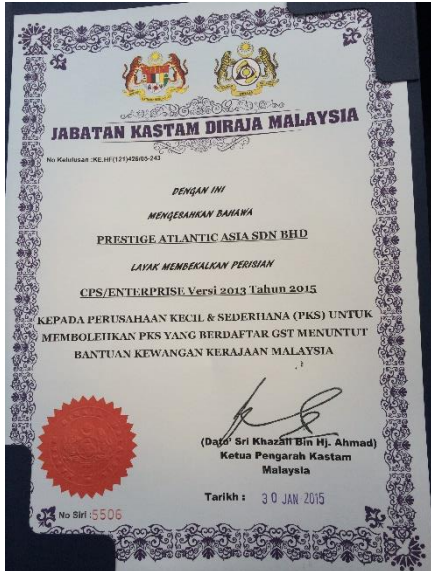 JABATAN KASTAM DIRAJA MALAYSIA
No Kelulusan :KE.HF(121)426/05-243
DENGAN INI
MENGESAHKAN BAHAWA
PRESTIGE ATLANTIC ASIA SDN BHD
LAYAK MEMBEKALKAN PERISIAN
CPS/ENTERPRISE Versi 2013 Tahun 2015
KEPADA PERUSAHAAN KECIL & SEDERHANA (PKS) UNTUK
MEMBOLEHKAN PKS YANG BERDAFTAR GST MENUNTUT
BANTUAN KEWANGAN KERAJAAN MALAYSIA
(Dato' Sri Khazali Bin Hj. Ahmad)
Ketua Pengarah Kastam
Malaysia
Tarikh : 30 JAN 2015
No Siri :5506